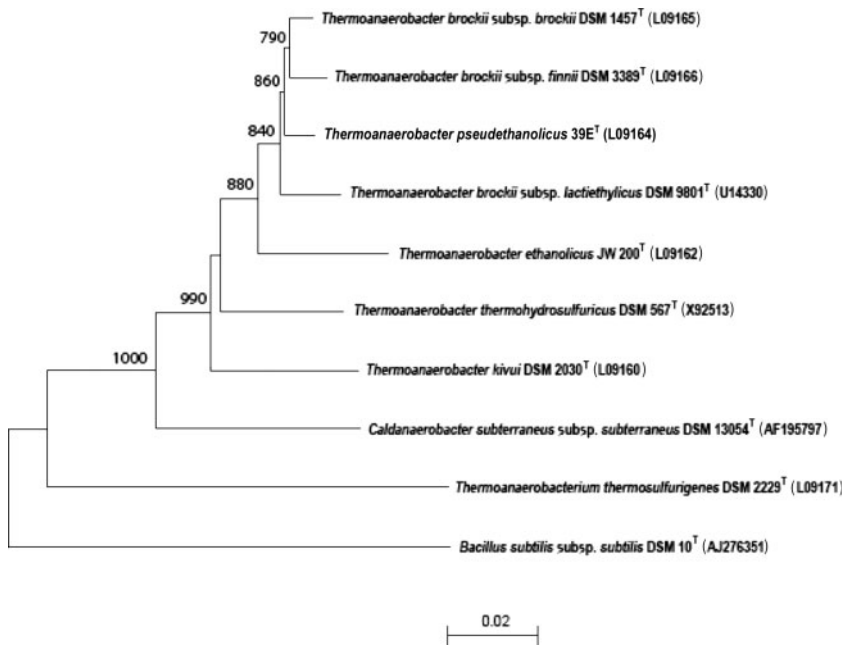 Thermoanaerobacter brockii subsp. brockii DSM 1457ᵀ (L09165)
790
Thermoanaerobacter brockii subsp. finnii DSM 3389ᵀ (L09166)
860
Thermoanaerobacter pseudethanolicus 39Eᵀ (L09164)
840
Thermoanaerobacter brockii subsp. lactiethylicus DSM 9801ᵀ (U14330)
880
Thermoanaerobacter ethanolicus JW 200ᵀ (L09162)
990
Thermoanaerobacter thermohydrosulfuricus DSM 567ᵀ (X92513)
1000
Thermoanaerobacter kivui DSM 2030ᵀ (L09160)
Caldanaerobacter subterraneus subsp. subterraneus DSM 13054ᵀ (AF195797)
Thermoanaerobacterium thermosulfurigenes DSM 2229ᵀ (L09171)
Bacillus subtilis subsp. subtilis DSM 10ᵀ (AJ276351)
0.02